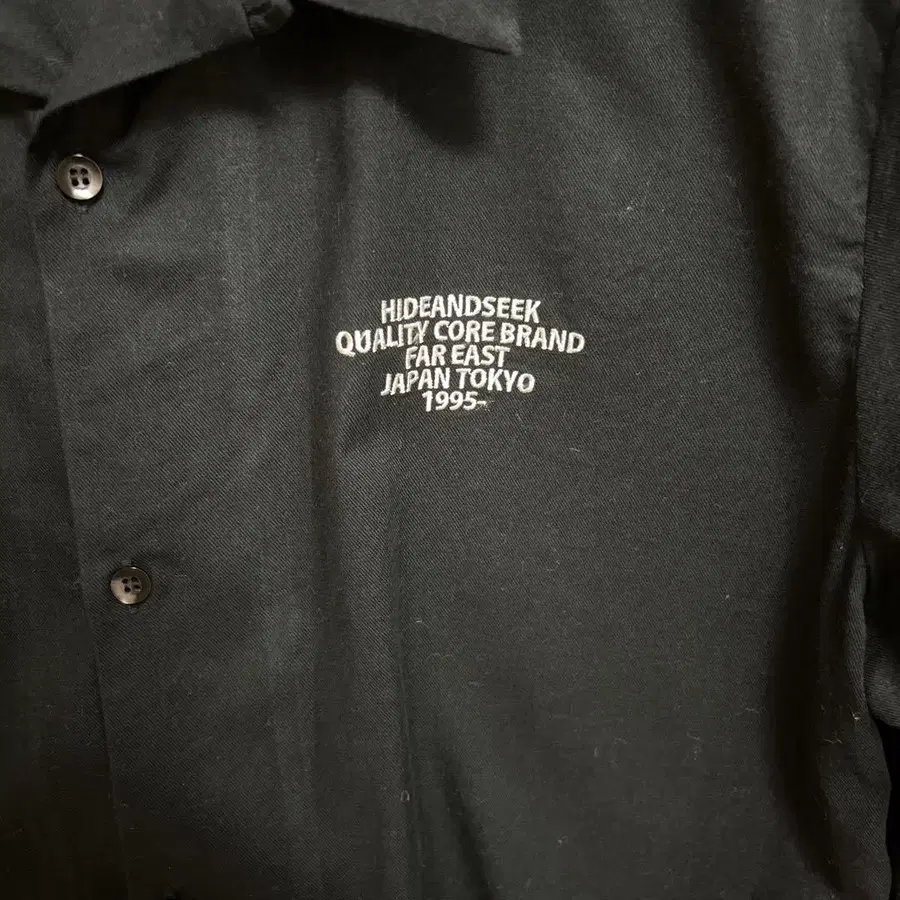 HIDEANDSEEK
QUALITY CORE BRAND
FAR EAST
JAPAN TOKYO
1995-